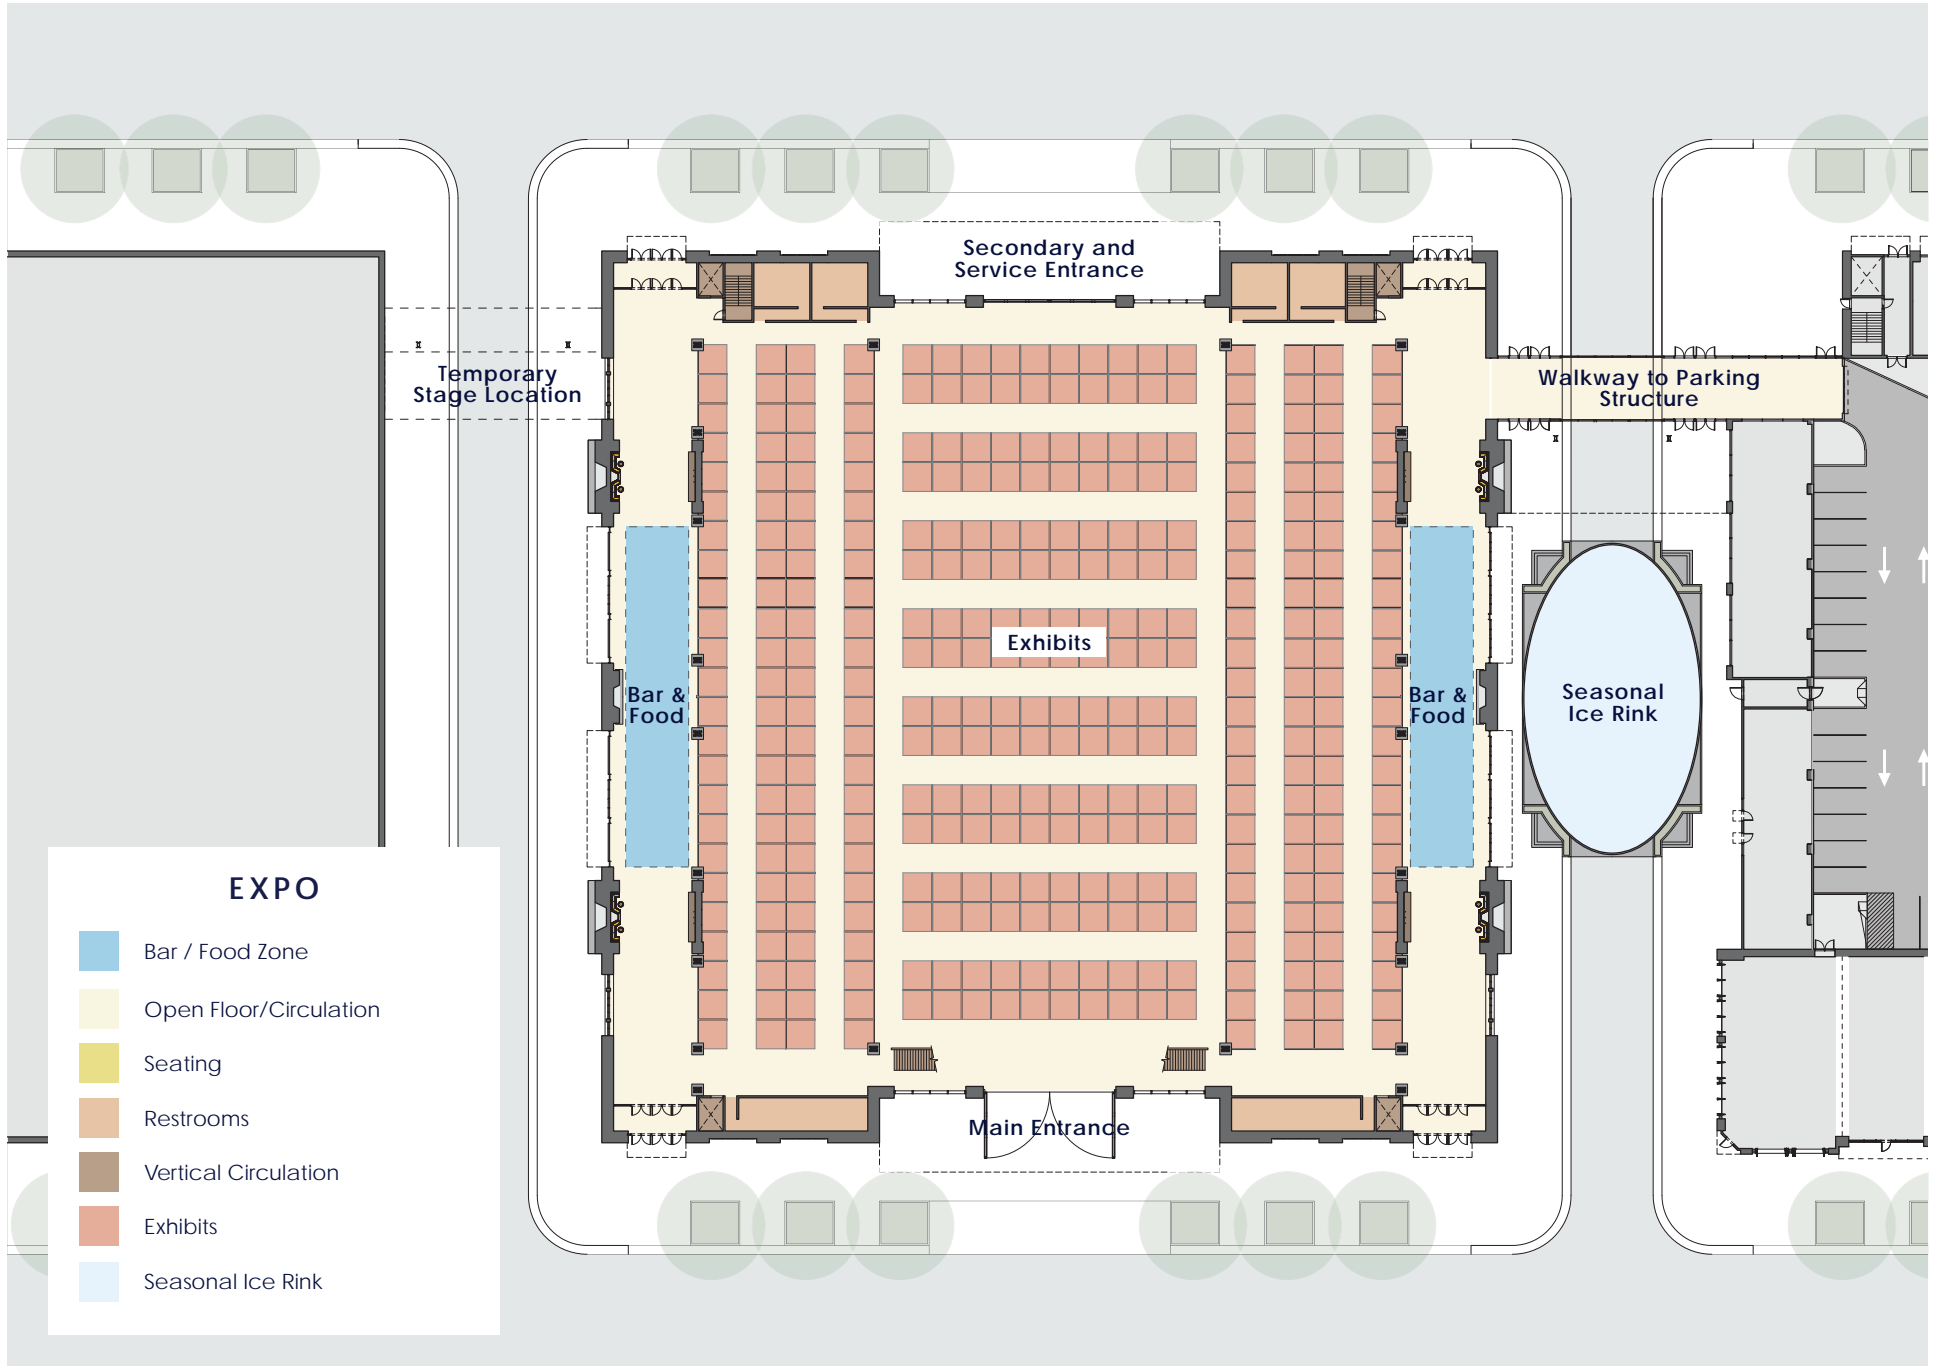 Secondary and
Service Entrance
Temporary
Stage Location
Walkway to Parking
Structure
Exhibits
Bar &
Food
Bar &
Food
Seasonal
Ice Rink
Main Entrance
EXPO
Bar / Food Zone
Open Floor/Circulation
Seating
Restrooms
Vertical Circulation
Exhibits
Seasonal Ice Rink